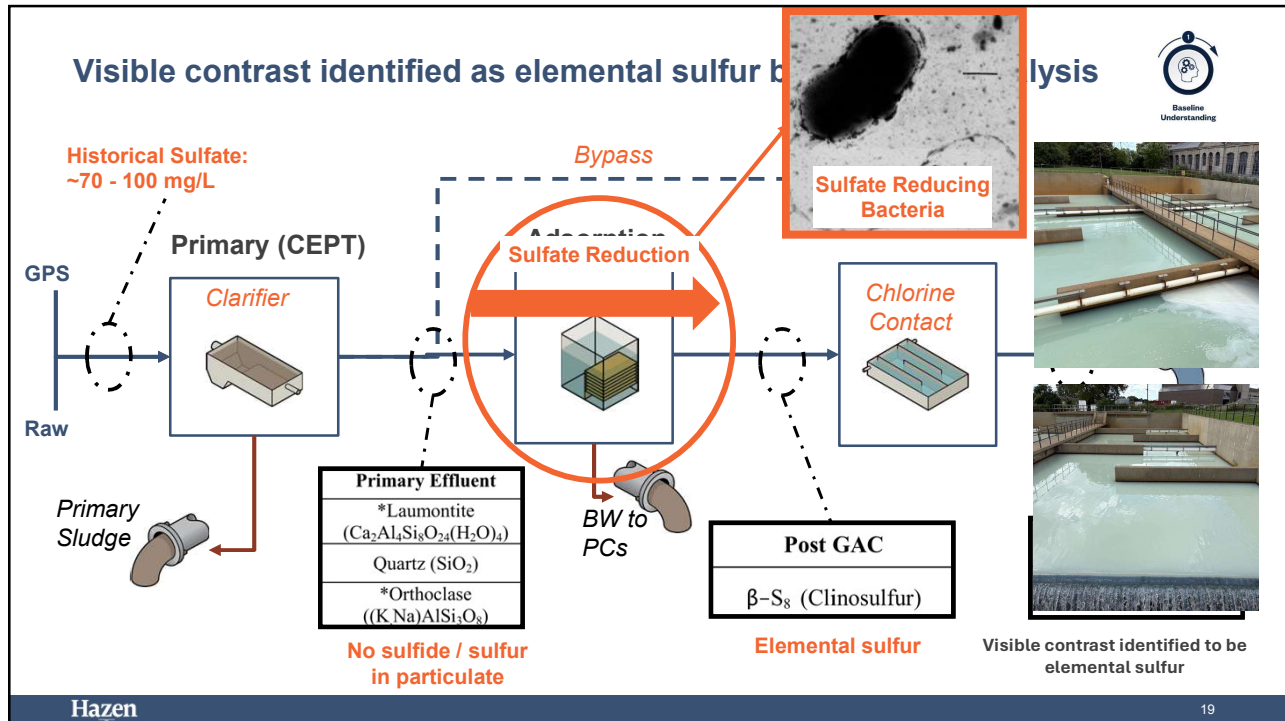 Visible contrast identified as elemental sulfur b lysis
1
Baseline
Understanding
Historical Sulfate:
~70 - 100 mg/L
Bypass
Sulfate Reducing
Bacteria
Primary (CEPT)
Sulfate Reduction
GPS
Clarifier
Chlorine
Contact
Raw
Primary
Sludge
Primary Effluent
*Laumontite
(Ca₂Al₄Si₈O₂₄(H₂O)₄)
Quartz (SiO₂)
*Orthoclase
((K Na)AlSi₃O₈)
BW to
PCs
Post GAC
β–S₈ (Clinosulfur)
No sulfide / sulfur
in particulate
Elemental sulfur
Visible contrast identified to be
elemental sulfur
Hazen
19